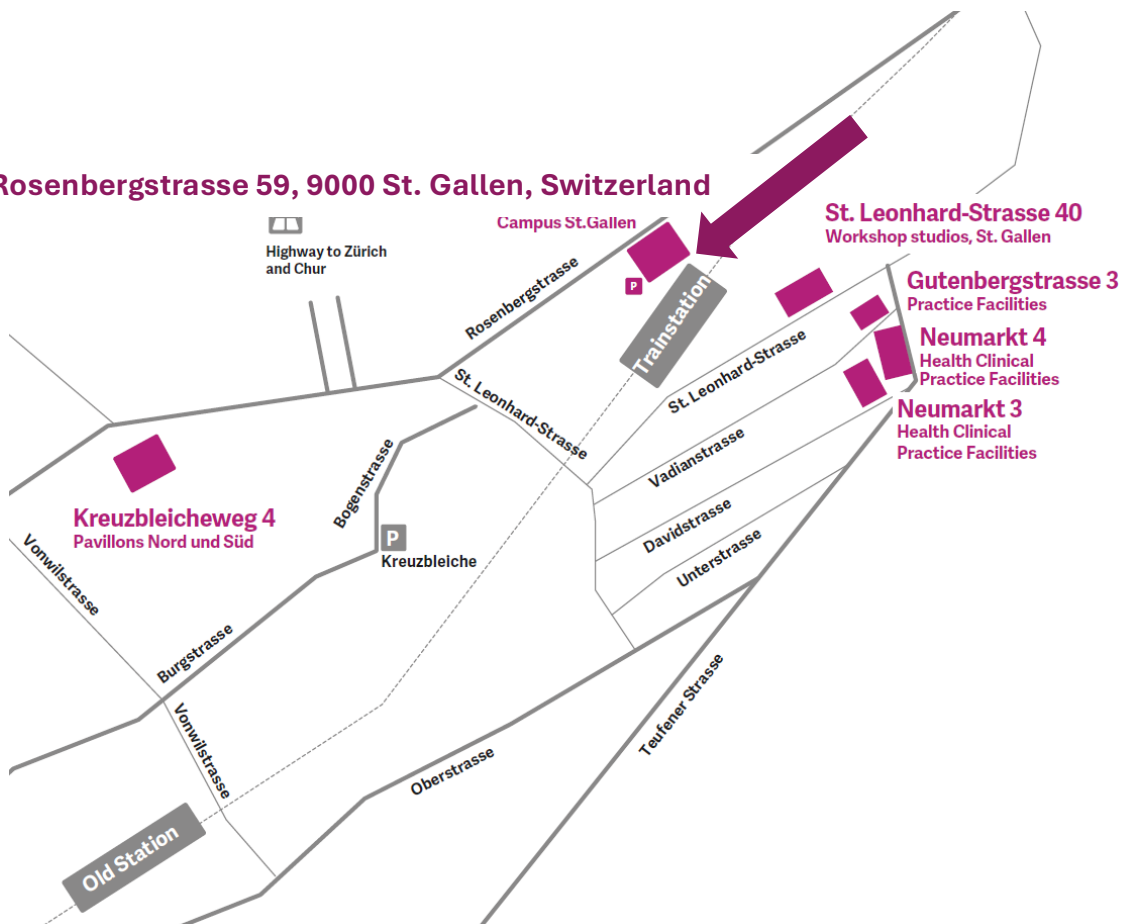 Rosenbergstrasse 59, 9000 St. Gallen, Switzerland
Campus St.Gallen
P
Highway to Zürich
and Chur
Rosenbergstrasse
Trainstation
St. Leonhard-Strasse 40
Workshop studios, St. Gallen
Gutenbergstrasse 3
Practice Facilities
Neumarkt 4
Health Clinical
Practice Facilities
Neumarkt 3
Health Clinical
Practice Facilities
St. Leonhard-Strasse
St. Leonhard-Strasse
Vadianstrasse
Davidstrasse
Unterstrasse
Bogenstrasse
P
Kreuzbleiche
Kreuzbleicheweg 4
Pavillons Nord und Süd
Vonwilstrasse
Burgstrasse
Vonwilstrasse
Teufener Strasse
Oberstrasse
Old Station